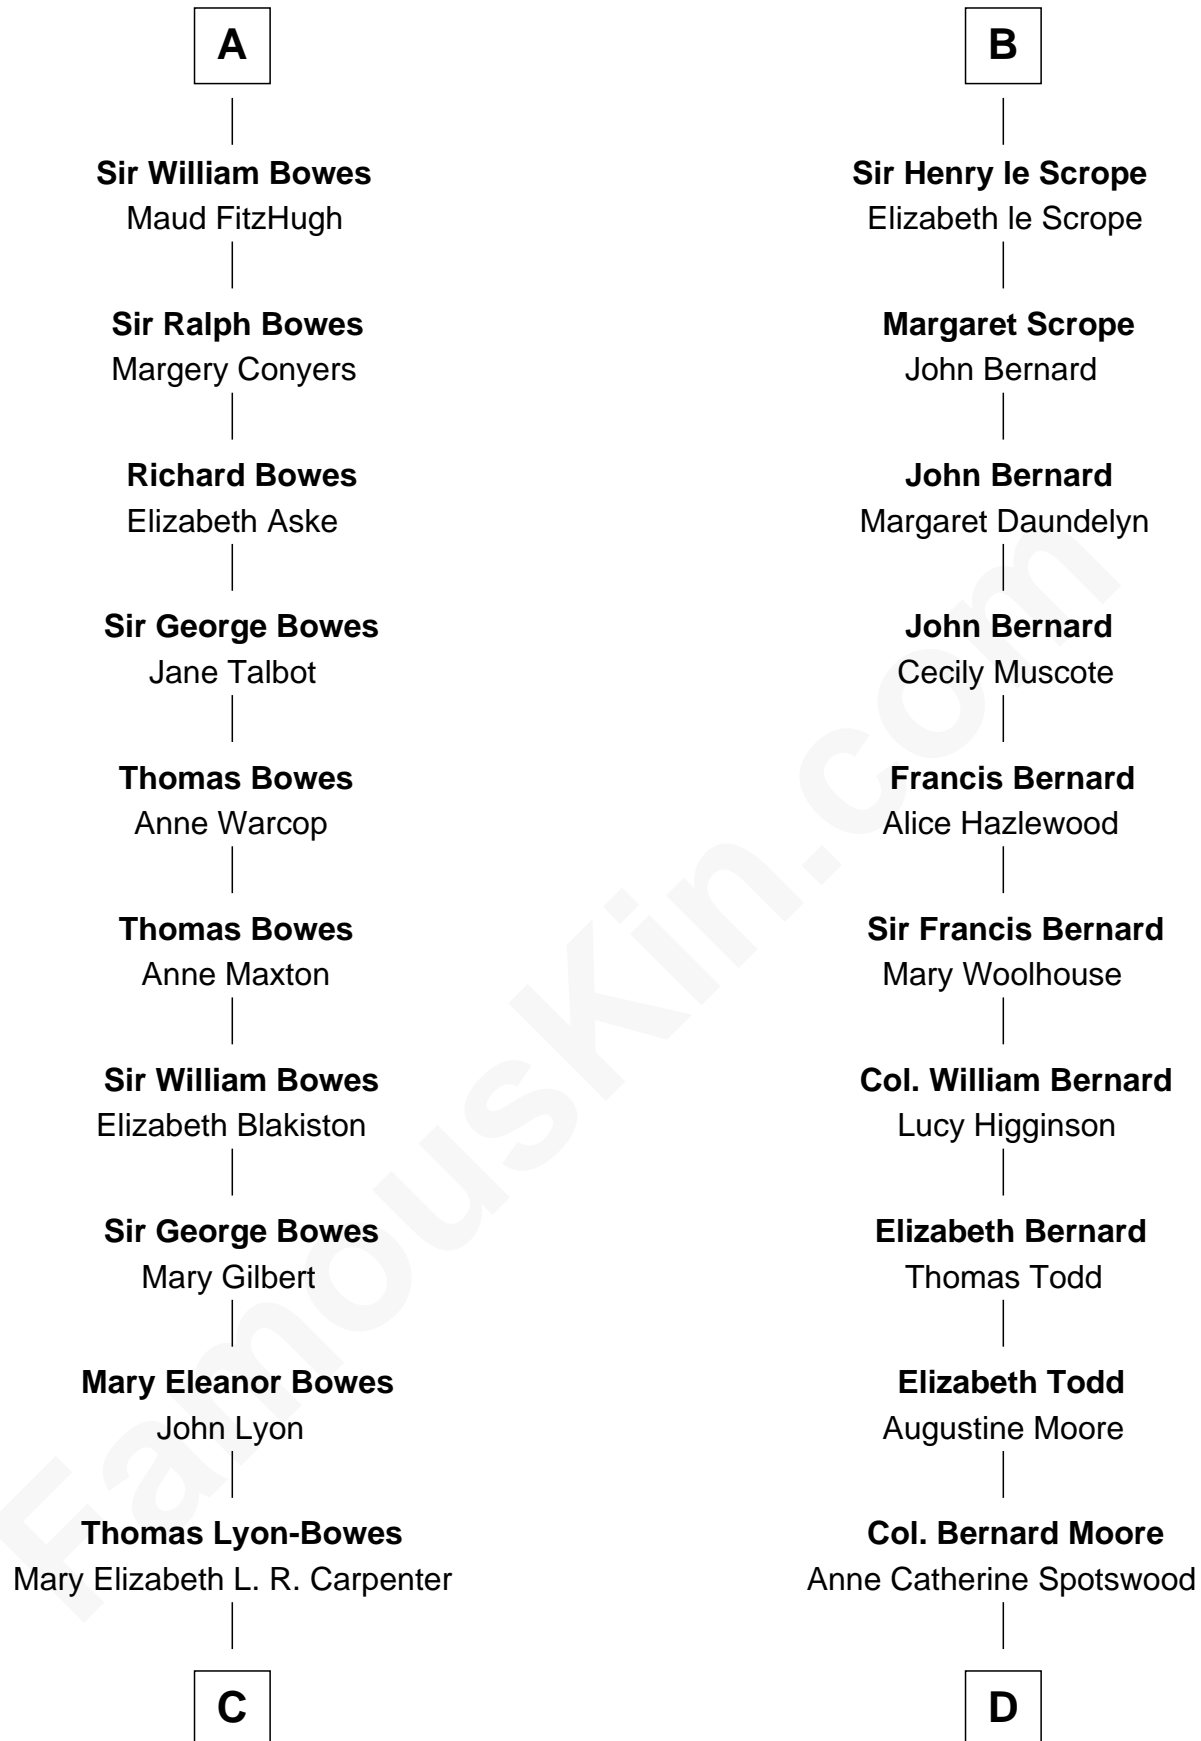 A
Sir William Bowes
Maud FitzHugh
Sir Ralph Bowes
Margery Conyers
Richard Bowes
Elizabeth Aske
Sir George Bowes
Jane Talbot
Thomas Bowes
Anne Warcop
Thomas Bowes
Anne Maxton
Sir William Bowes
Elizabeth Blakiston
Sir George Bowes
Mary Gilbert
Mary Eleanor Bowes
John Lyon
Thomas Lyon-Bowes
Mary Elizabeth L. R. Carpenter
C
B
Sir Henry le Scrope
Elizabeth le Scrope
Margaret Scrope
John Bernard
John Bernard
Margaret Daundelyn
John Bernard
Cecily Muscote
Francis Bernard
Alice Hazlewood
Sir Francis Bernard
Mary Woolhouse
Col. William Bernard
Lucy Higginson
Elizabeth Bernard
Thomas Todd
Elizabeth Todd
Augustine Moore
Col. Bernard Moore
Anne Catherine Spotswood
D
FamousKin.com